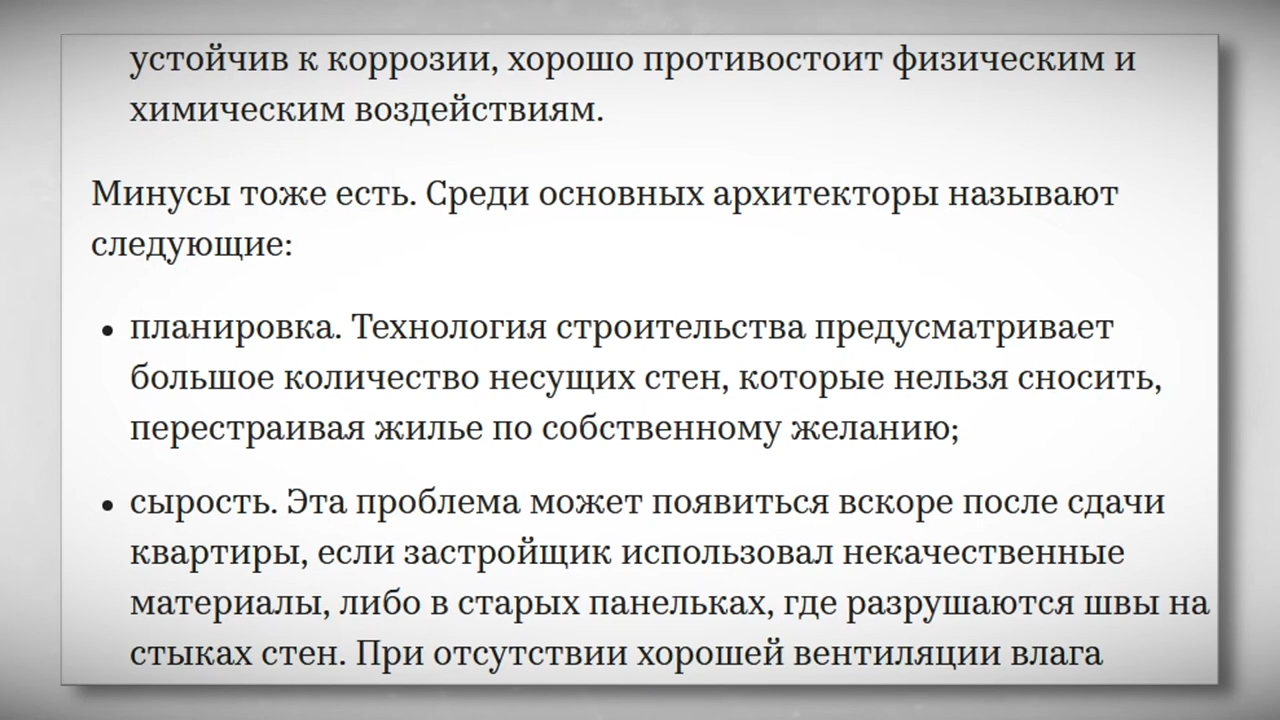 устойчив к коррозии, хорошо противостоит физическим и
химическим воздействиям.
Минусы тоже есть. Среди основных архитекторы называют
следующие:
• планировка. Технология строительства предусматривает
большое количество несущих стен, которые нельзя сносить,
перестраивая жилье по собственному желанию;
• сырость. Эта проблема может появиться вскоре после сдачи
квартиры, если застройщик использовал некачественные
материалы, либо в старых панельках, где разрушаются швы на
стыках стен. При отсутствии хорошей вентиляции влага